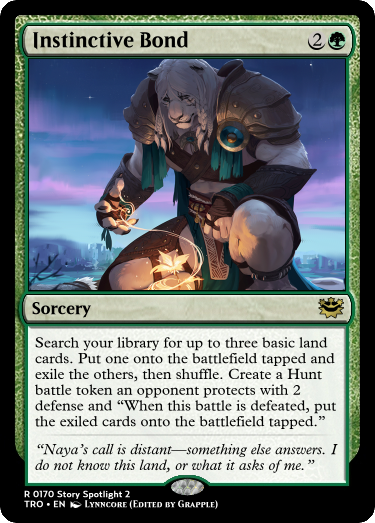 Instinctive Bond 2
Sorcery
Search your library for up to three basic land
cards. Put one onto the battlefield tapped and
exile the others, then shuffle. Create a Hunt
battle token an opponent protects with 2
defense and “When this battle is defeated, put
the exiled cards onto the battlefield tapped.”
“Naya’s call is distant—something else answers. I
do not know this land, or what it asks of me.”
R 0170 Story Spotlight 2
TRO • EN Lynncore (Edited by Grapple)